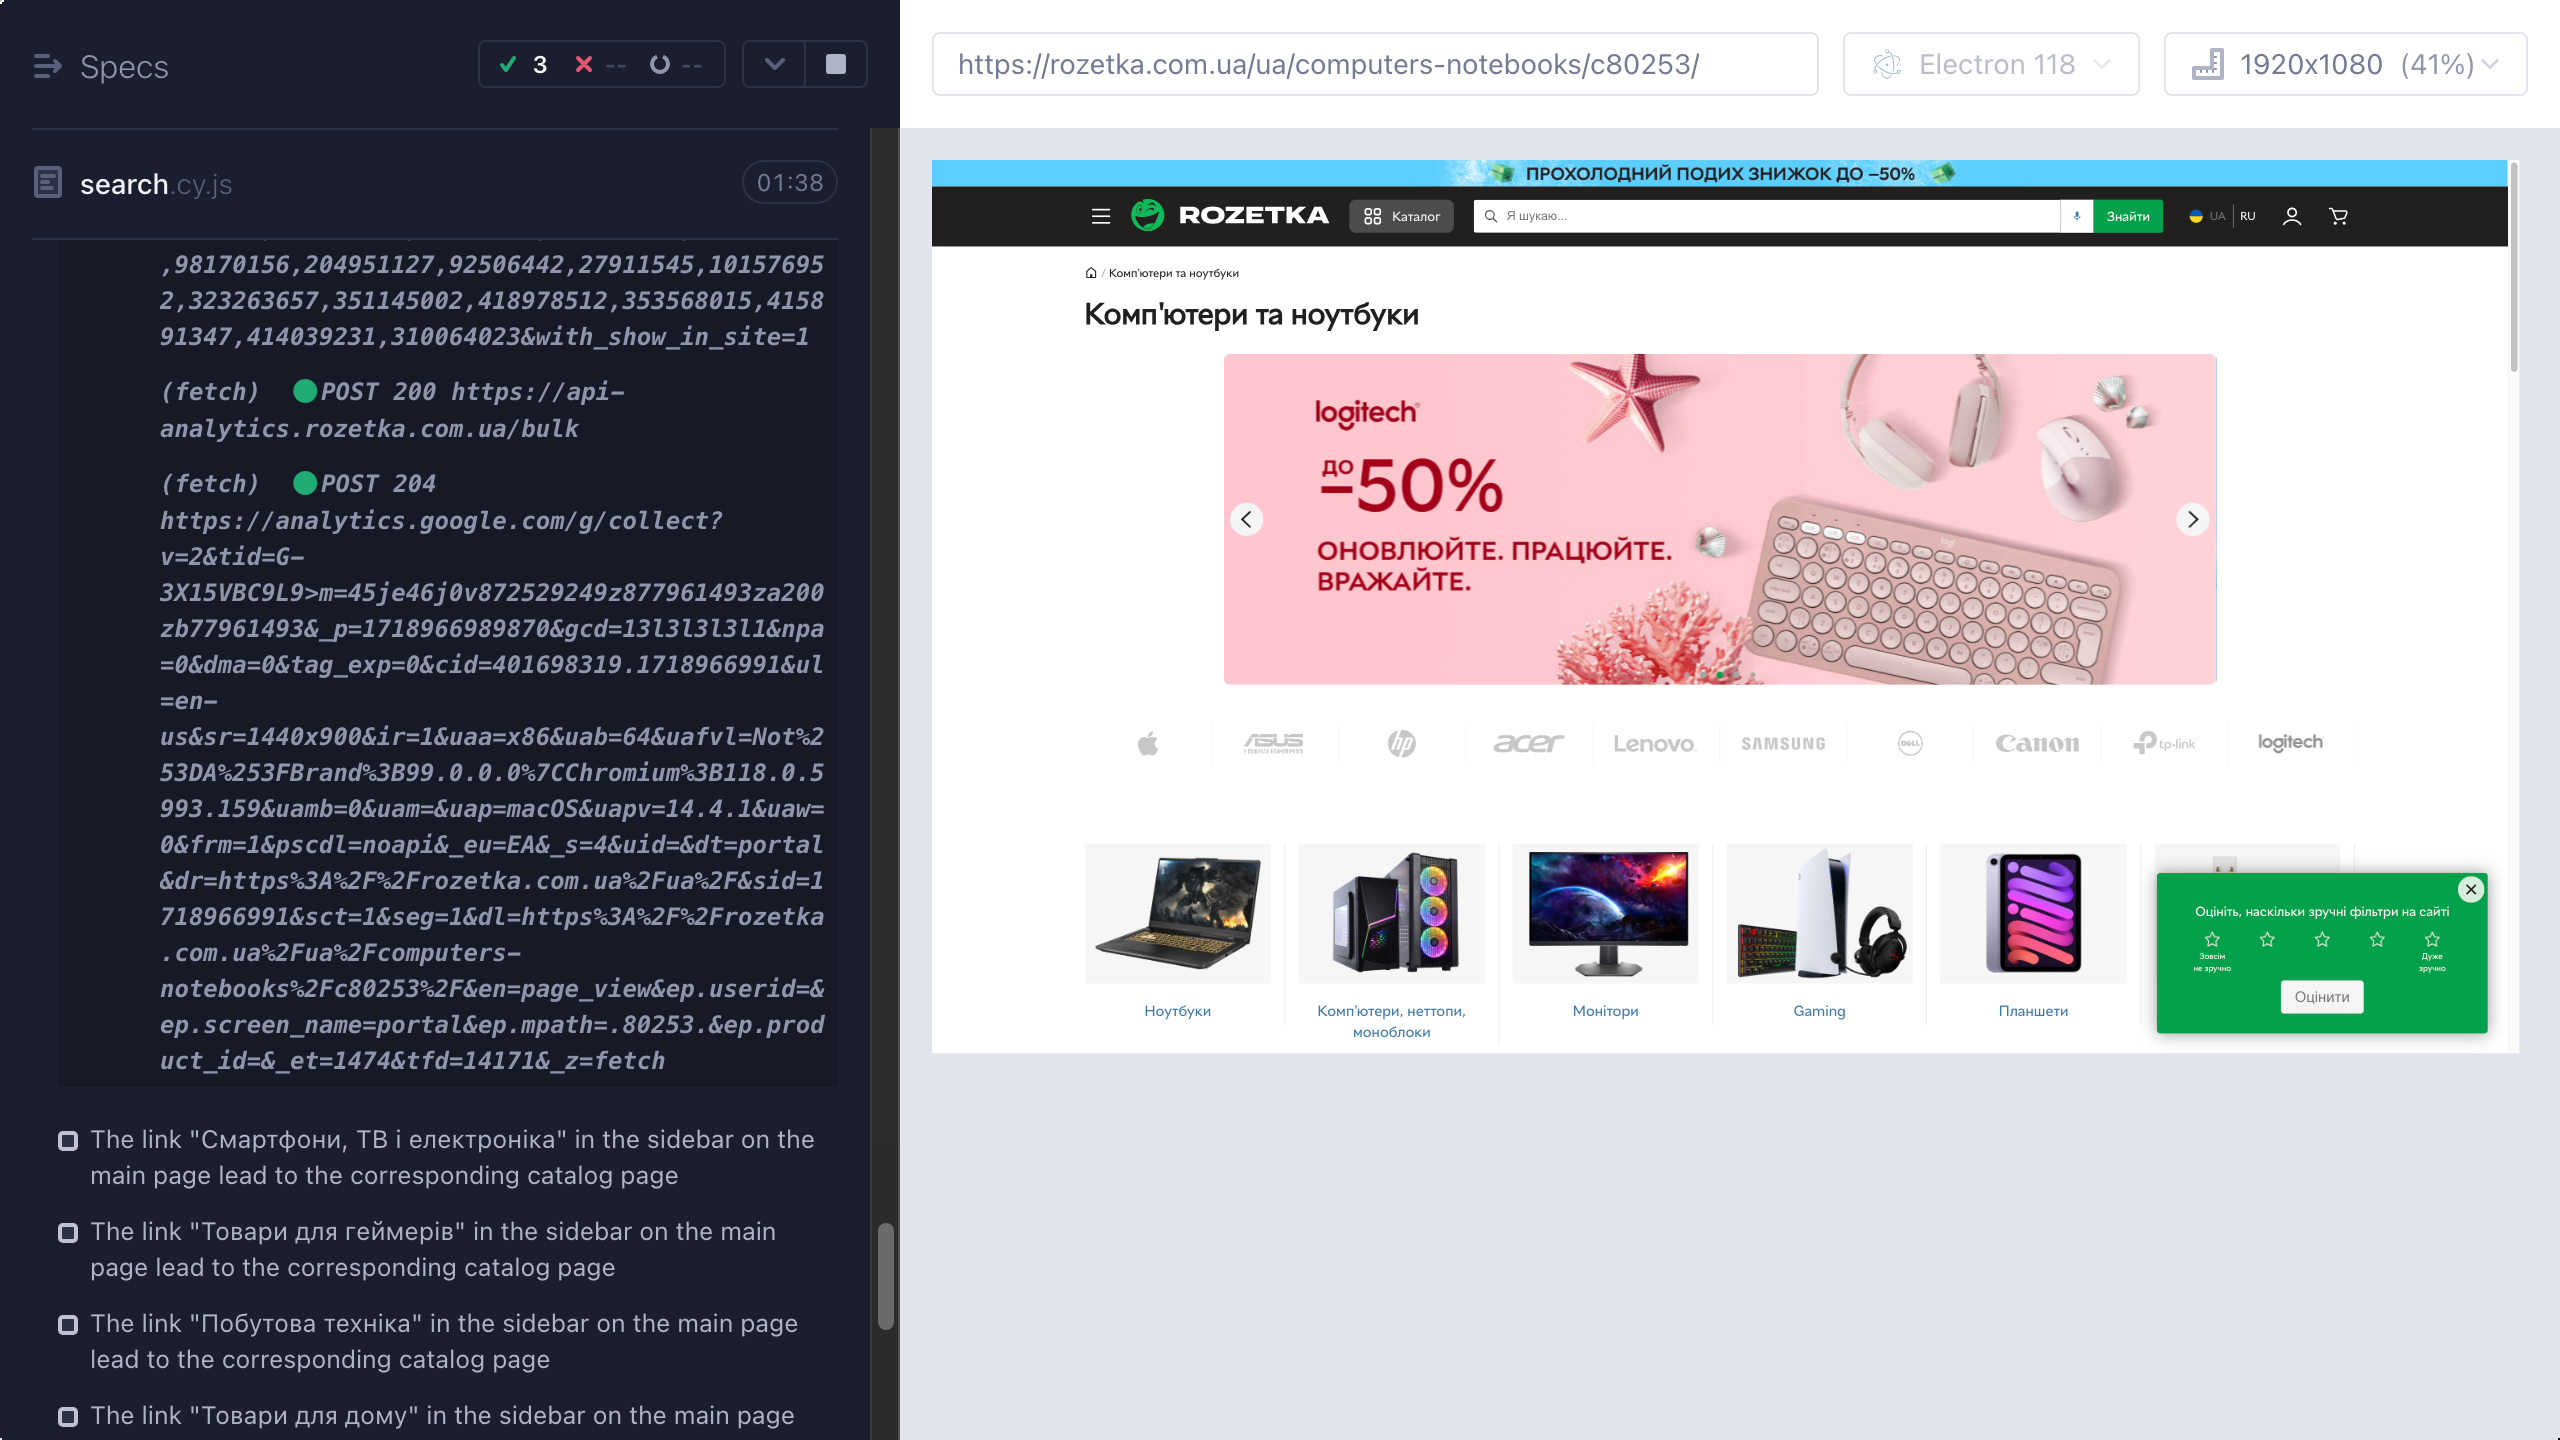 Specs
3
--
--
search.cy.js
01:38
,98170156,204951127,92506442,27911545,10157695
2,323263657,351145002,418978512,353568015,4158
91347,414039231,310064023&with_show_in_site=1
(fetch) POST 200 https://api-
analytics.rozetka.com.ua/bulk
(fetch) POST 204
https://analytics.google.com/g/collect?
v=2&tid=G-
3X15VBC9L9>m=45je46j0v872529249z877961493za200
zb77961493&_p=1718966989870&gcd=13l3l3l3l1&npa
=0&dma=0&tag_exp=0&cid=401698319.1718966991&ul
=en-
us&sr=1440x900&ir=1&uaa=x86&uab=64&uafvl=Not%2
53DA%253FBrand%3B99.0.0.0%7CChromium%3B118.0.5
993.159&uamb=0&uam=&uap=macOS&uapv=14.4.1&uaw=
0&frm=1&pscdl=noapi&_eu=EA&_s=4&uid=&dt=portal
&dr=https%3A%2F%2Frozetka.com.ua%2Fua%2F&sid=1
718966991&sct=1&seg=1&dl=https%3A%2F%2Frozetka
.com.ua%2Fua%2Fcomputers-
notebooks%2Fc80253%2F&en=page_view&ep.userid=&
ep.screen_name=portal&ep.mpath=.80253.&ep.prod
uct_id=&_et=1474&tfd=14171&_z=fetch
The link "Смартфони, ТВ і електроніка" in the sidebar on the
main page lead to the corresponding catalog page
The link "Товари для геймерів" in the sidebar on the main
page lead to the corresponding catalog page
The link "Побутова техніка" in the sidebar on the main page
lead to the corresponding catalog page
The link "Товари для дому" in the sidebar on the main page
https://rozetka.com.ua/ua/computers-notebooks/c80253/
Electron 118
1920x1080 (41%)
ПРОХОЛОДНИЙ ПОДИХ ЗНИЖОК ДО –50%
ROZETKA
Каталог
Я шукаю...
Знайти
UA
RU
/ Комп'ютери та ноутбуки
Комп'ютери та ноутбуки
logitech
ДО
–50%
ОНОВЛЮЙТЕ. ПРАЦЮЙТЕ.
ВРАЖАЙТЕ.
ASUS
hp
acer
Lenovo
SAMSUNG
DELL
Canon
tp-link
logitech
Ноутбуки
Комп'ютери, неттопи,
моноблоки
Монітори
Gaming
Планшети
Оцініть, наскільки зручні фільтри на сайті
Зовсім
не зручно
Дуже
зручно
Оцінити